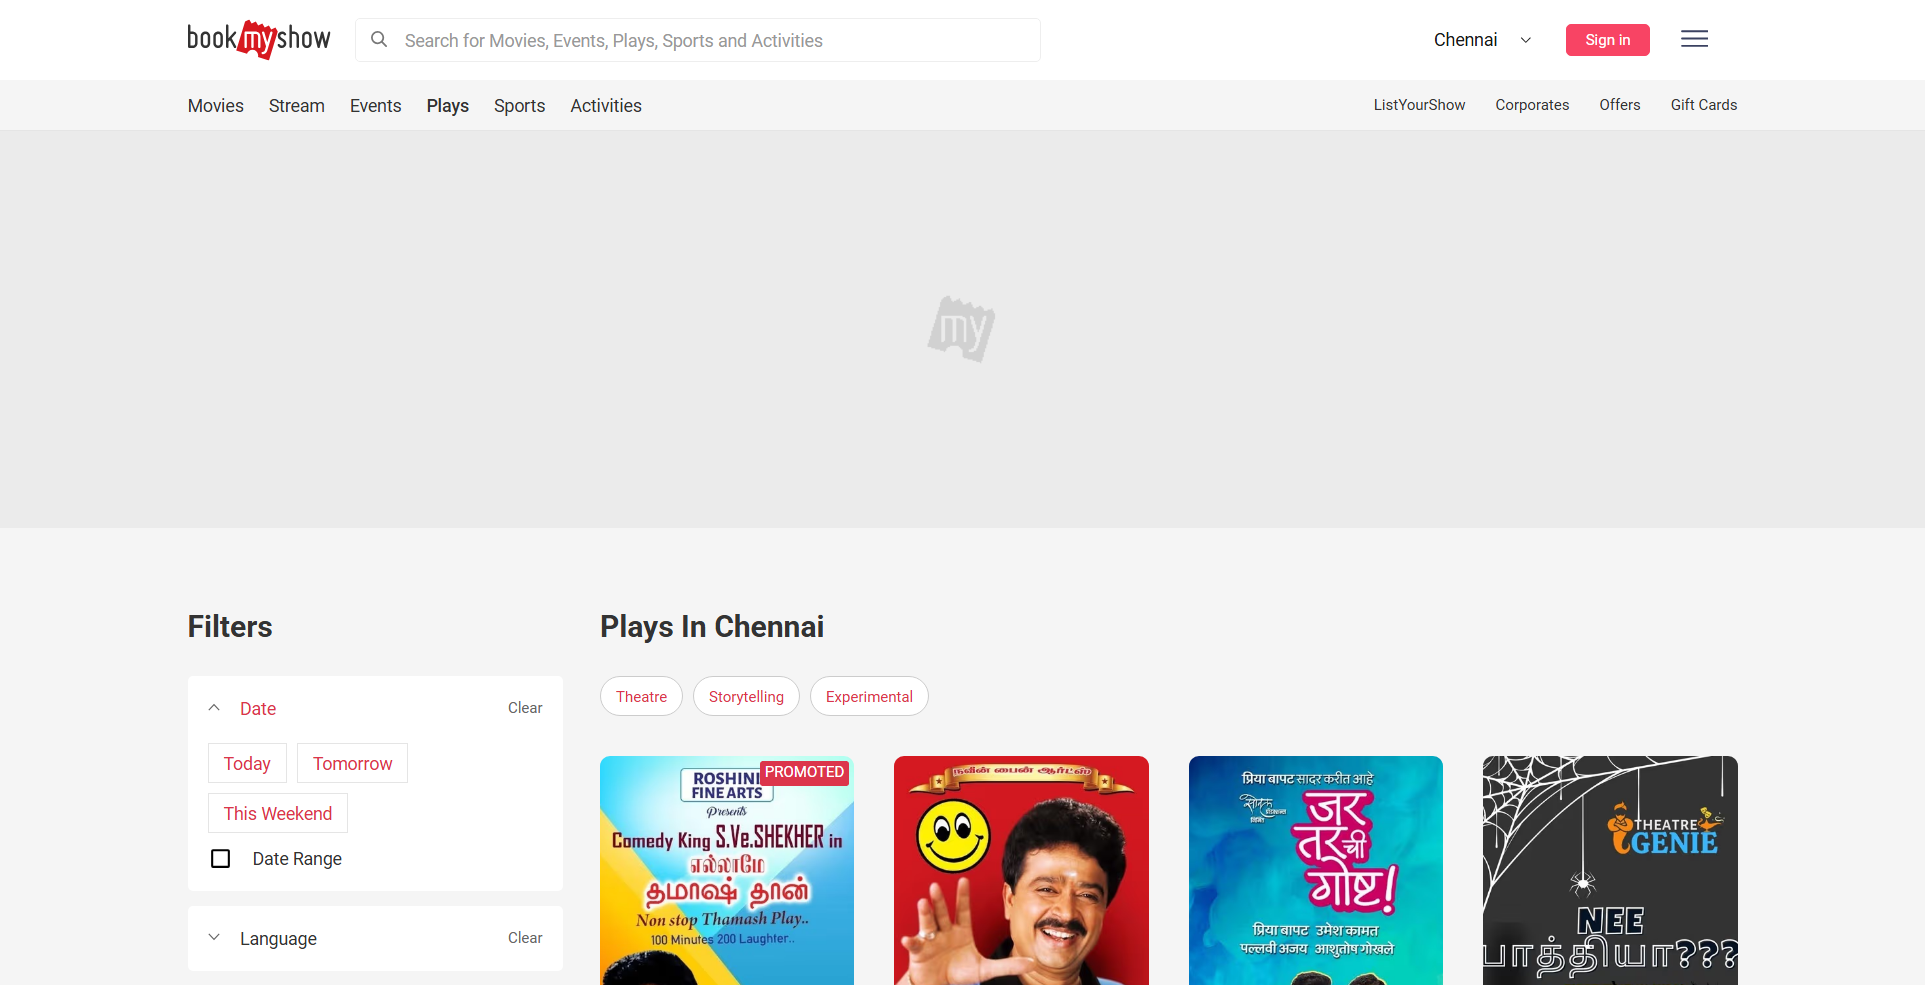 bookmyshow
Search for Movies, Events, Plays, Sports and Activities
Chennai
Sign in
Movies
Stream
Events
Plays
Sports
Activities
ListYourShow
Corporates
Offers
Gift Cards
my
Filters
Plays In Chennai
Date
Clear
Theatre
Storytelling
Experimental
Today
Tomorrow
This Weekend
Date Range
Language
Clear
PROMOTED
ROSHINI
FINE ARTS
Presents
Comedy King S.Ve.SHEKHER in
எல்லாமே
தமாஷ் தான்
Non stop Thamash Play..
100 Minutes 200 Laughter..
நவீன் பைன் ஆர்ட்ஸ்
प्रिया बापट सादर करीत आहे
जर
तर ची
गोष्ट!
प्रिया बापट उमेश कामत
पल्लवी अजय आशुतोष गोखले
THEATRE
GENIE
NEE
பாத்தியா???